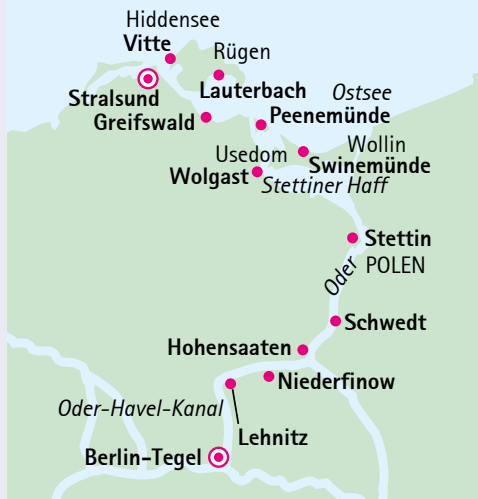 Hiddensee
Vitte
Rügen
Stralsund
Lauterbach
Ostsee
Greifswald
Peenemünde
Usedom
Wollin
Swinemünde
Wolgast
Stettiner Haff
Stettin
Oder
POLEN
Schwedt
Hohensaaten
Niederfinow
Oder-Havel-Kanal
Lehnitz
Berlin-Tegel